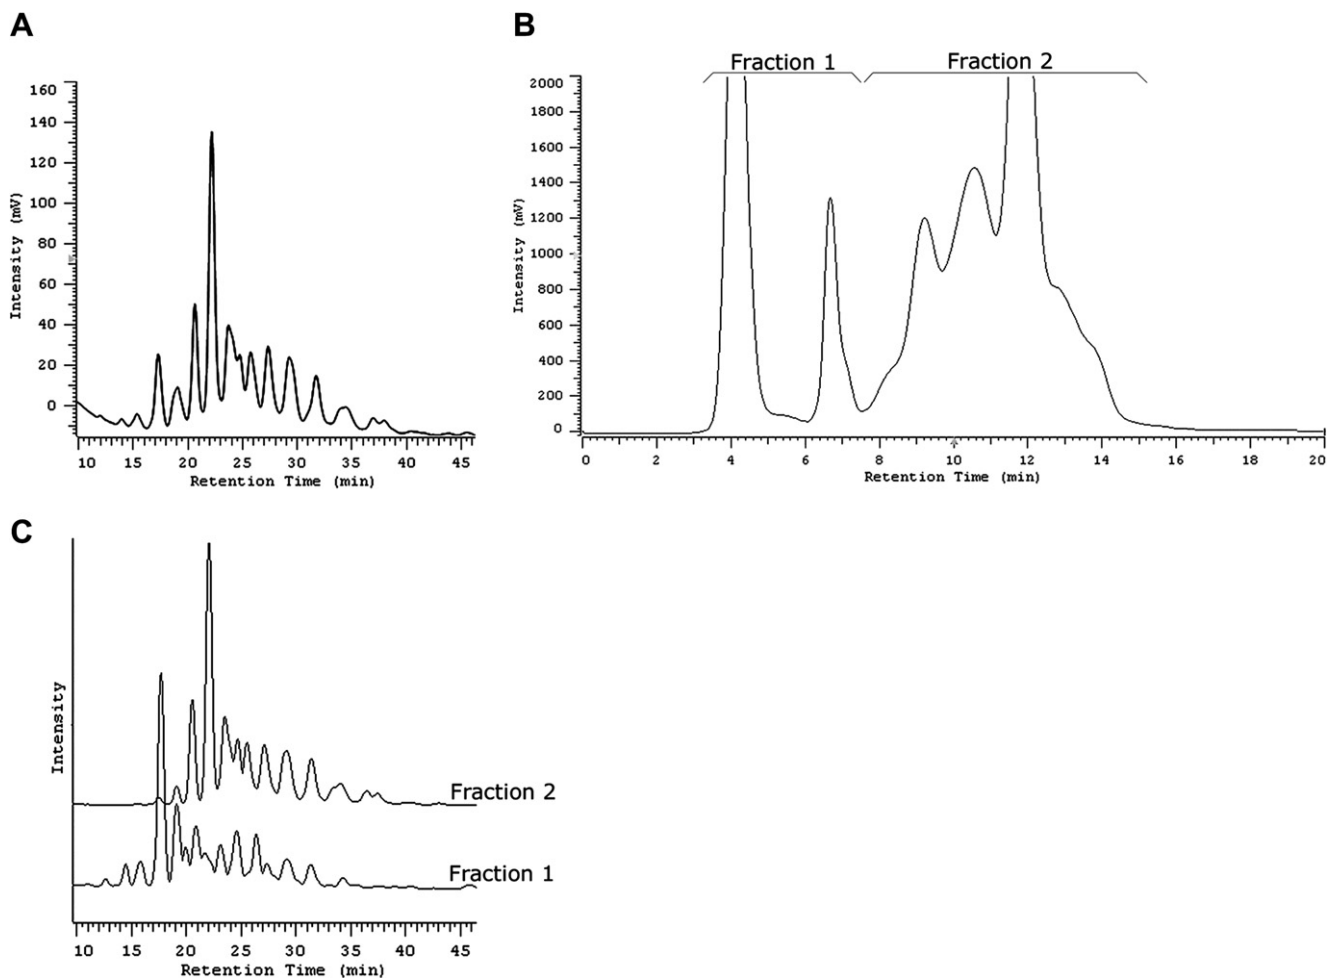 A
160
140
120
100
80
60
40
20
0
Intensity (mV)
10 15 20 25 30 35 40 45
Retention Time (min)
B
Fraction 1 Fraction 2
2000
1800
1600
1400
1200
1000
800
600
400
200
0
Intensity (mV)
0 2 4 6 8 10 12 14 16 18 20
Retention Time (min)
C
Intensity
Fraction 2
Fraction 1
10 15 20 25 30 35 40 45
Retention Time (min)